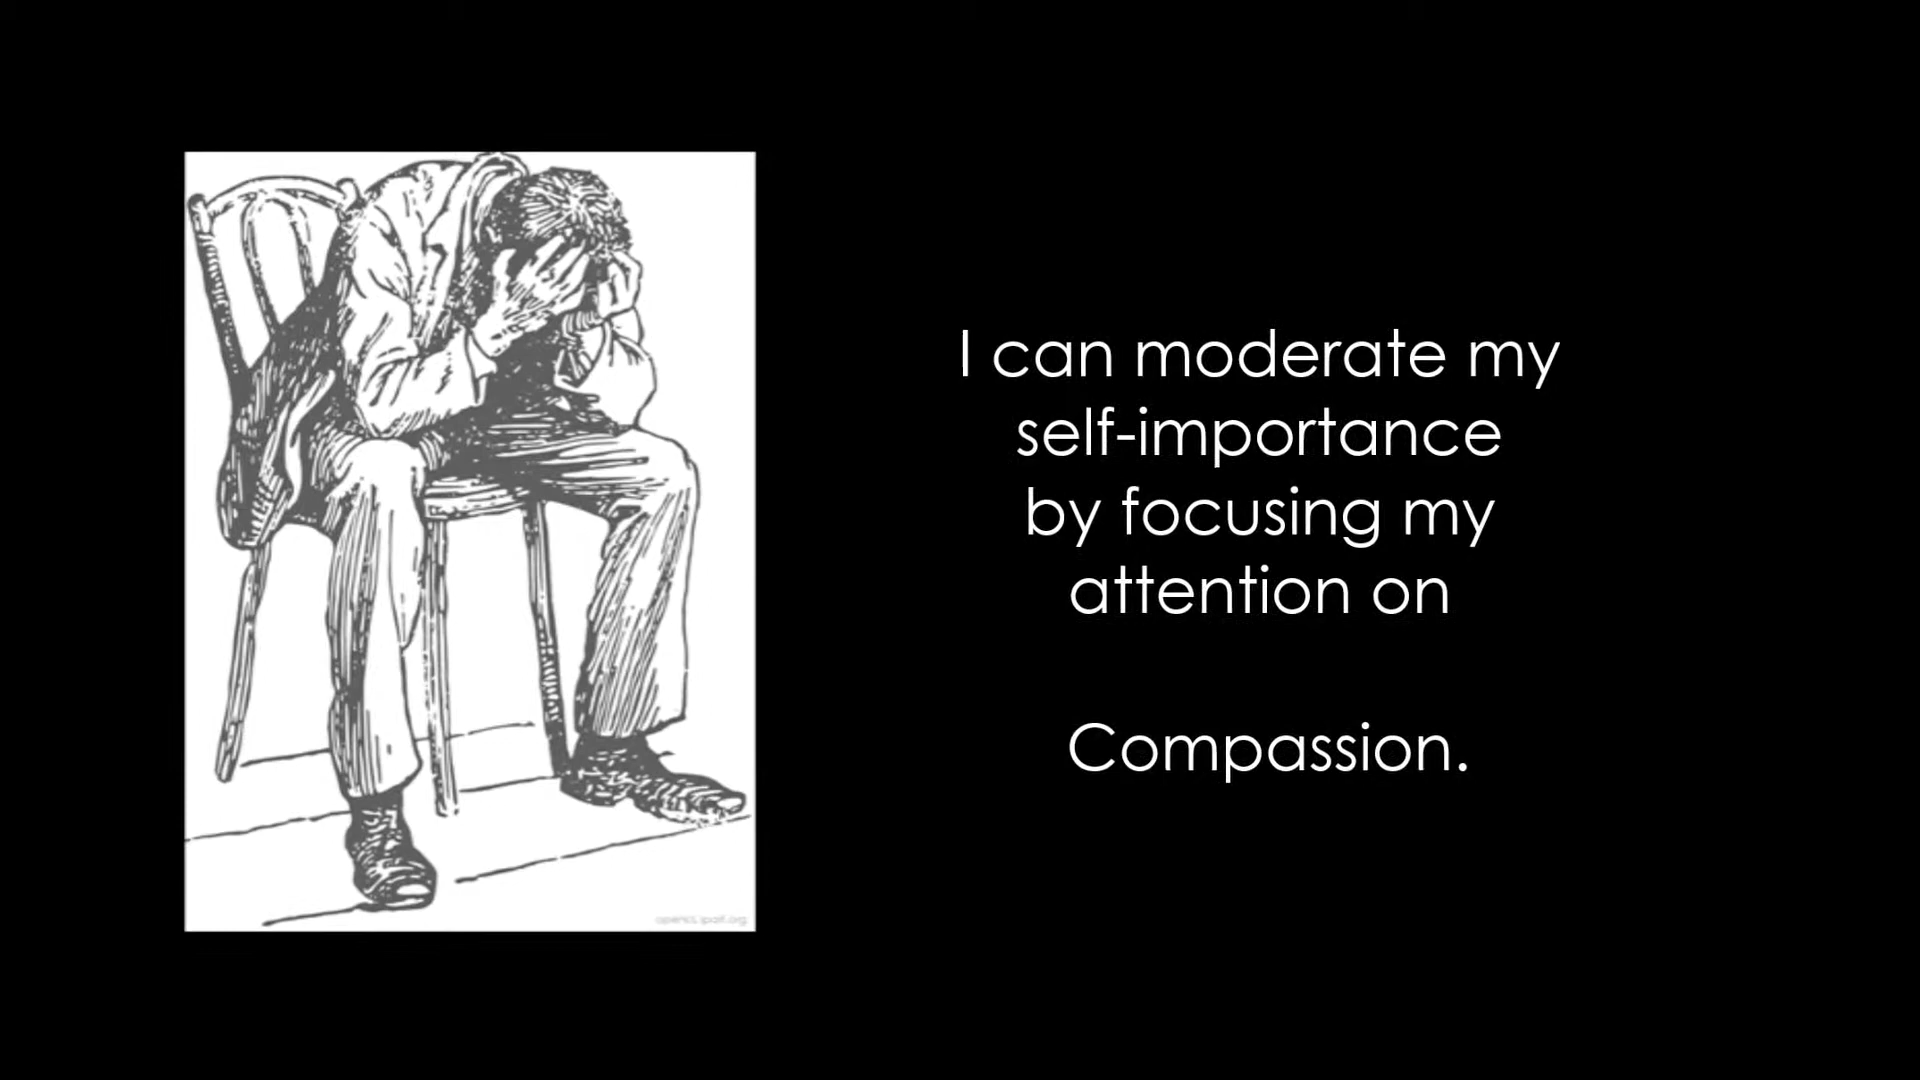 I can moderate my
self-importance
by focusing my
attention on
Compassion.